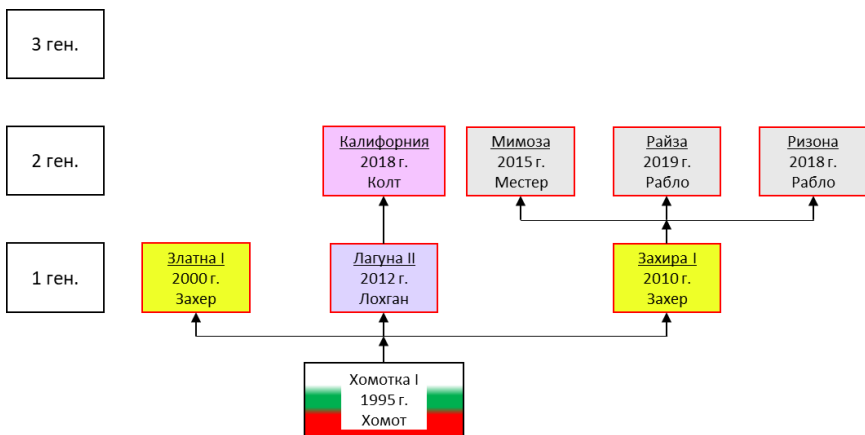 3 ген.
2 ген.
Калифорния
2018 г.
Колт
Мимоза
2015 г.
Местер
Райза
2019 г.
Рабло
Ризона
2018 г.
Рабло
1 ген.
Златна I
2000 г.
Захер
Лагуна II
2012 г.
Лохган
Захира I
2010 г.
Захер
Хомотка I
1995 г.
Хомот